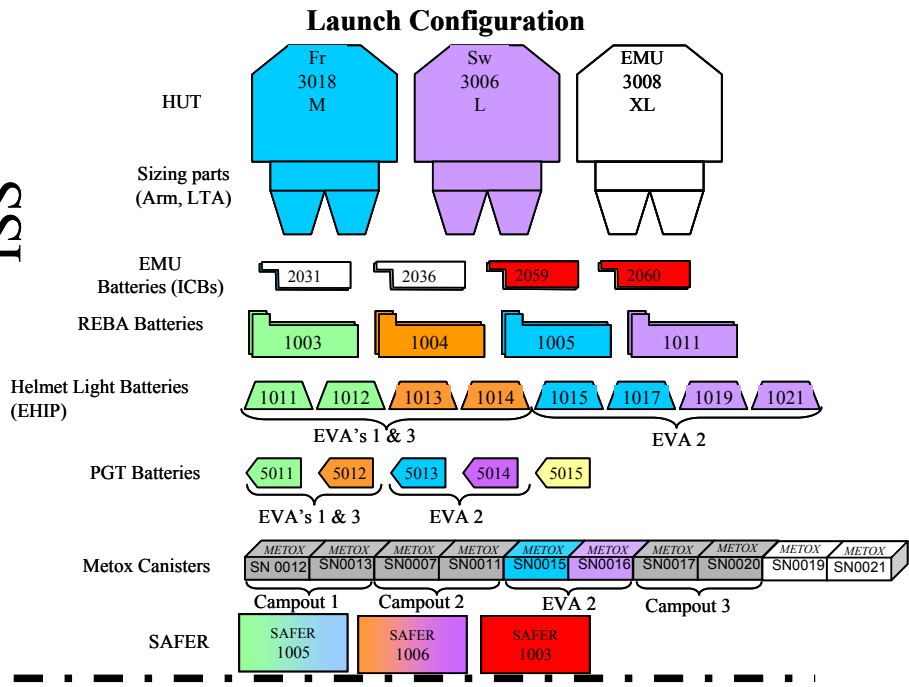 Launch Configuration
ISS
HUT
Fr
3018
M
Sw
3006
L
EMU
3008
XL
Sizing parts
(Arm, LTA)
EMU
Batteries (ICBs)
2031 2036 2059 2060
REBA Batteries
1003 1004 1005 1011
Helmet Light Batteries
(EHIP)
1011 1012 1013 1014 1015 1017 1019 1021
EVA's 1 & 3 EVA 2
PGT Batteries
5011 5012 5013 5014 5015
EVA's 1 & 3 EVA 2
Metox Canisters
METOX METOX METOX METOX METOX METOX METOX METOX METOX METOX
SN 0012 SN0013 SN0007 SN0011 SN0015 SN0016 SN0017 SN0020 SN0019 SN0021
Campout 1 Campout 2 EVA 2 Campout 3
SAFER
SAFER
1005
SAFER
1006
SAFER
1003